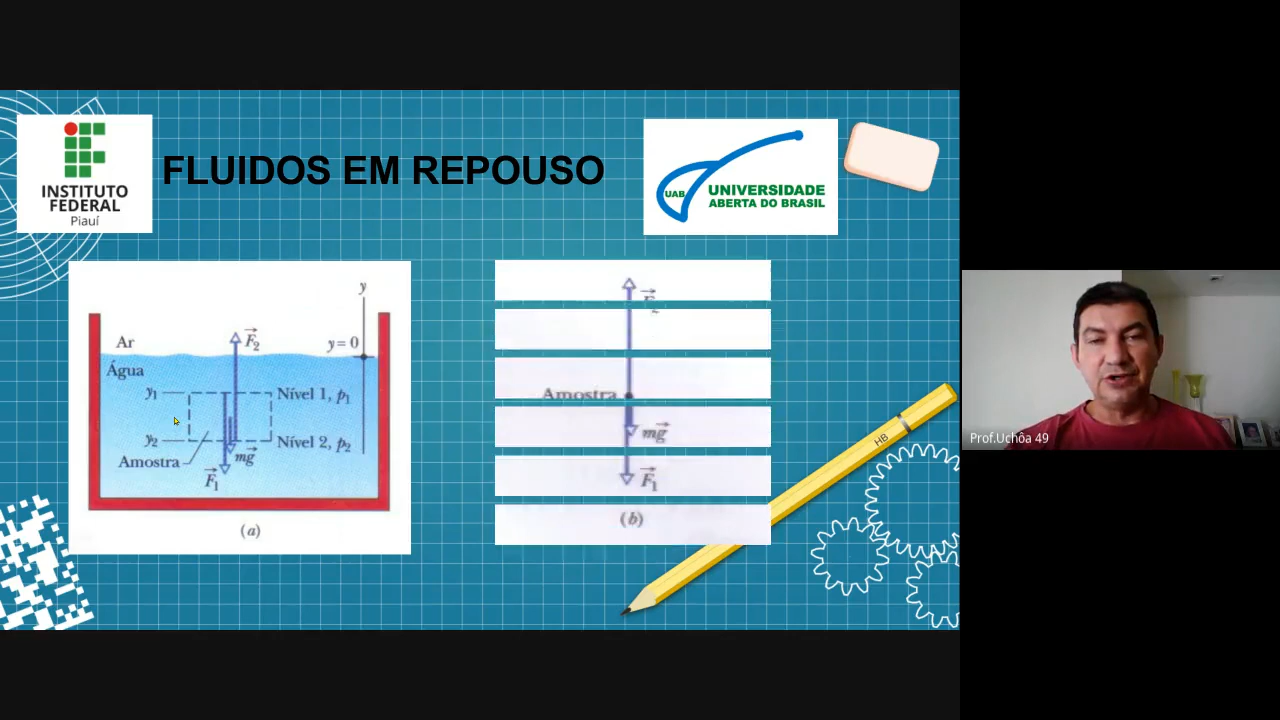 INSTITUTO
FEDERAL
Piauí
FLUIDOS EM REPOUSO
UAB
UNIVERSIDADE
ABERTA DO BRASIL
y
Ar
F₂
y = 0
Água
y₁
Nível 1, p₁
y₂
Nível 2, p₂
Amostra
mg
F₁
(a)
F₂
Amostra
mg
F₁
(b)
HB
Prof.Uchôa 49